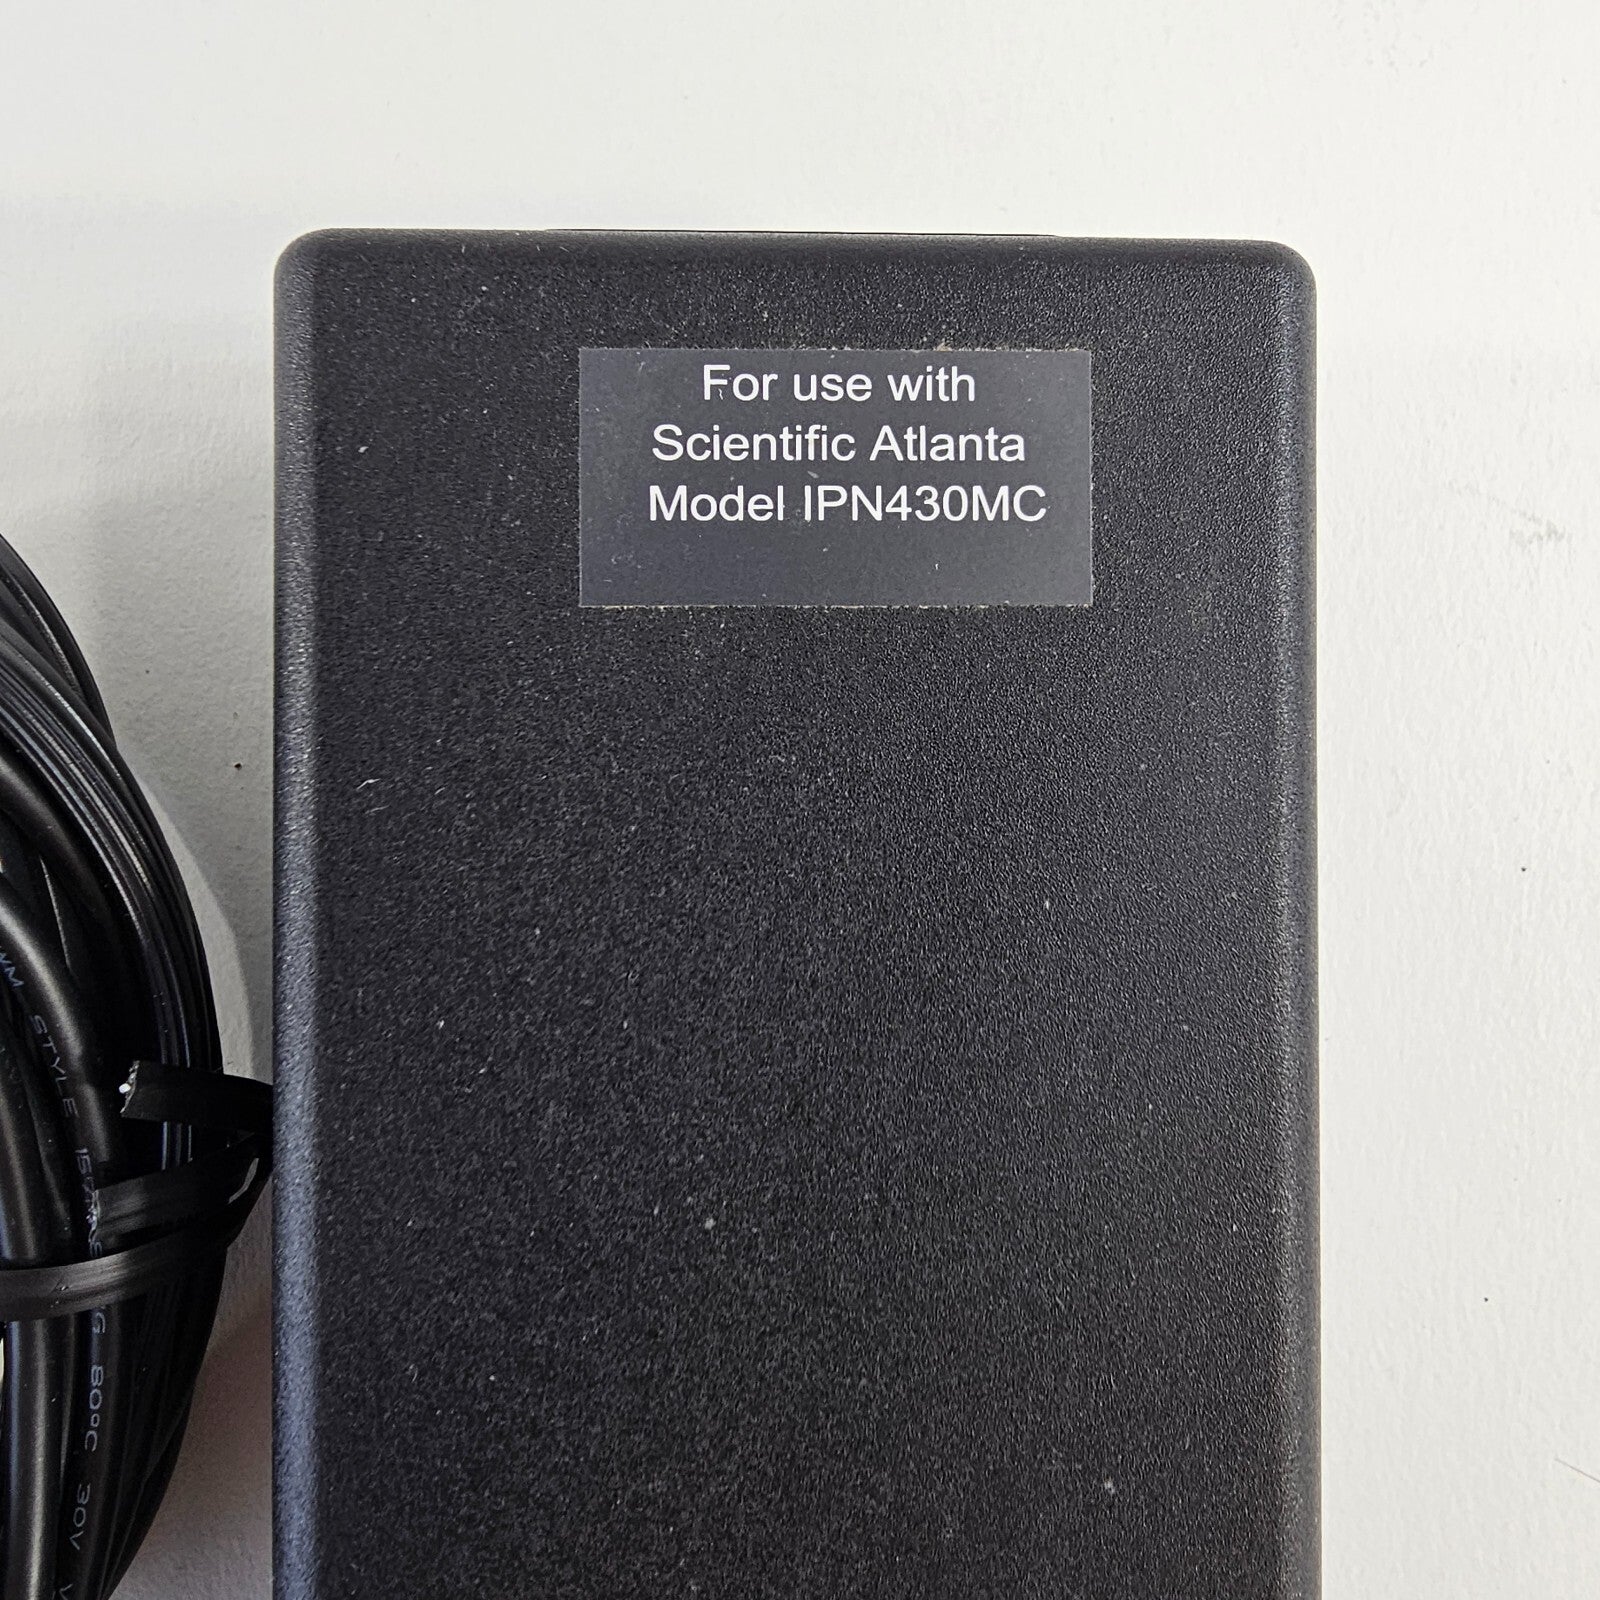 For use with
Scientific Atlanta
Model IPN430MC
STYLE
80°C 30V